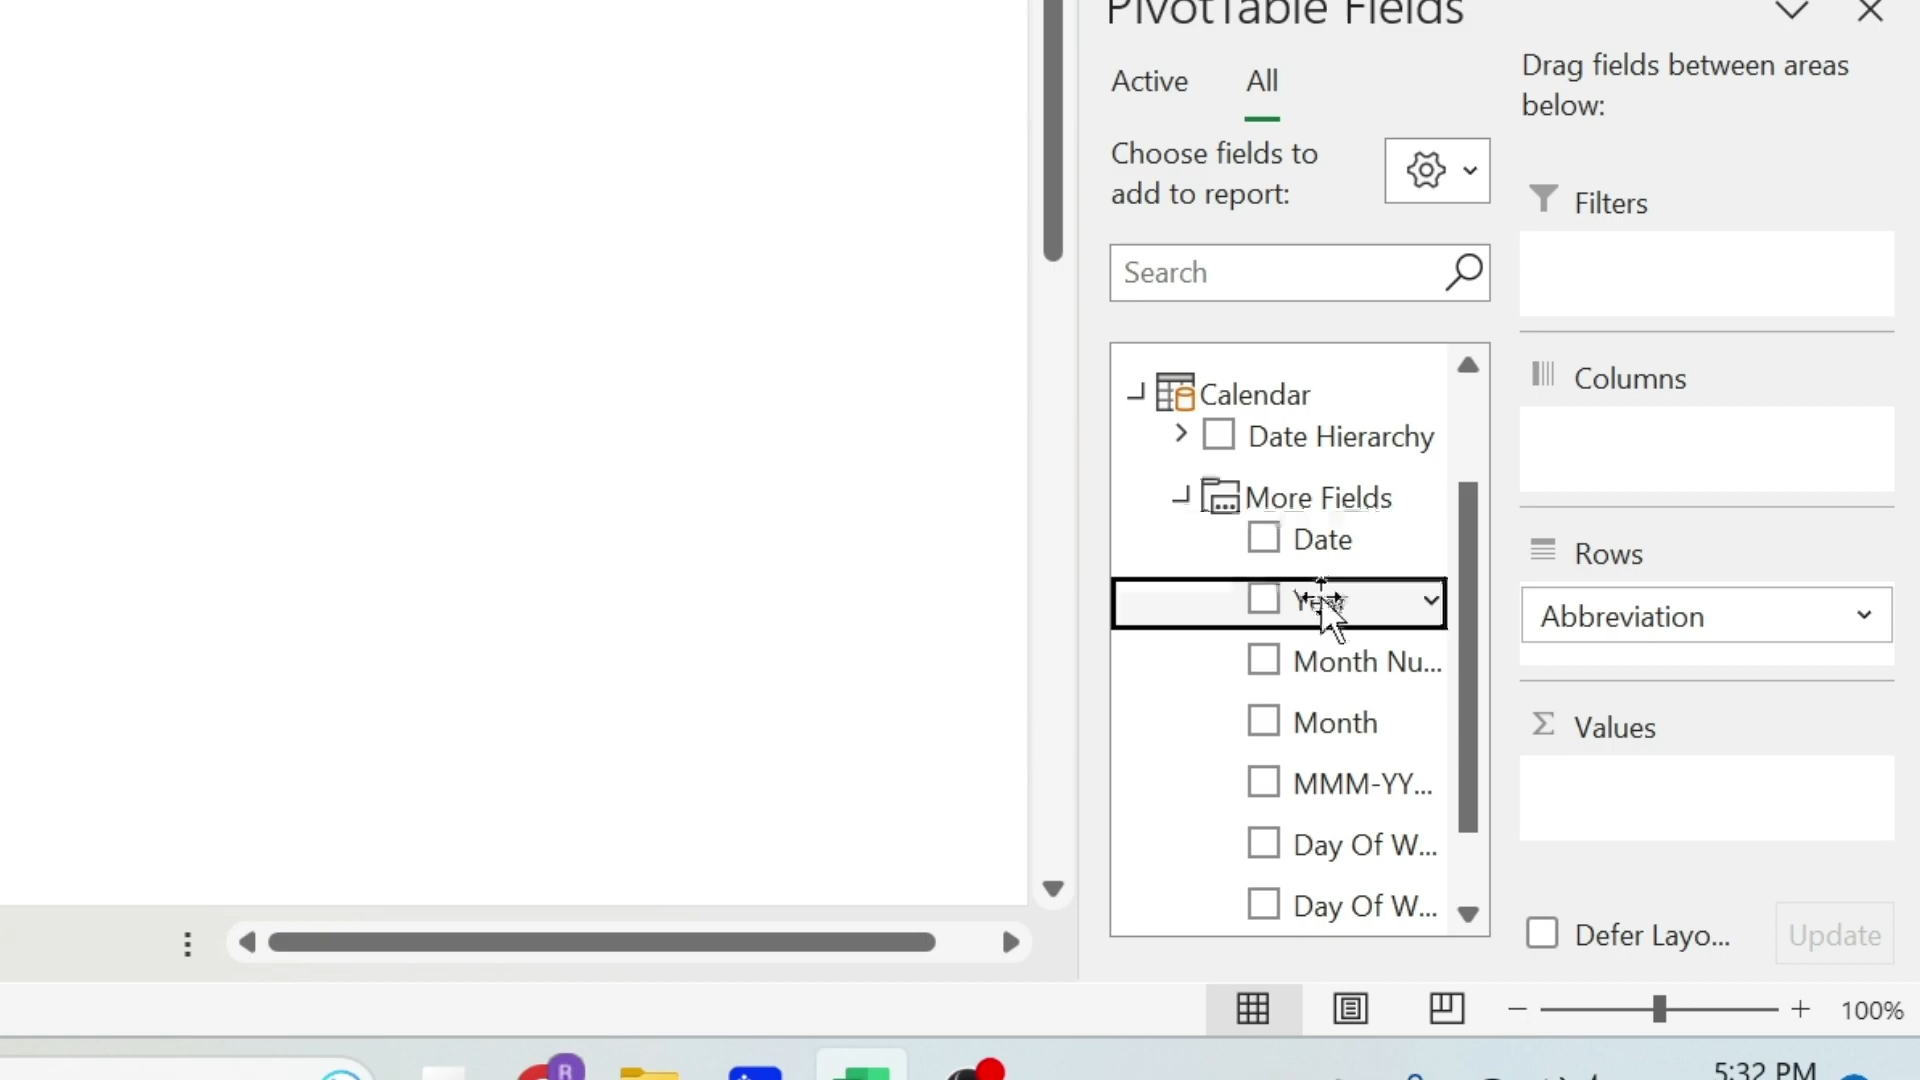 PivotTable Fields
Active
All
Choose fields to
add to report:
Search
Calendar
Date Hierarchy
More Fields
Date
Month Nu...
Month
MMM-YY...
Day Of W...
Day Of W...
Drag fields between areas
below:
Filters
Columns
Rows
Abbreviation
Values
Defer Layo...
Update
100%
R
5:32 PM